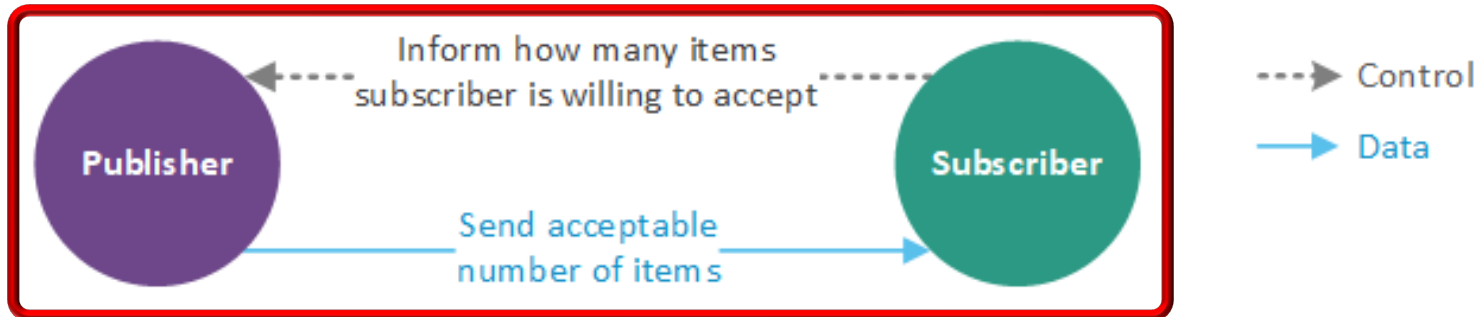 Inform how many items
subscriber is willing to accept
Publisher
Subscriber
Send acceptable
number of items
Control
Data